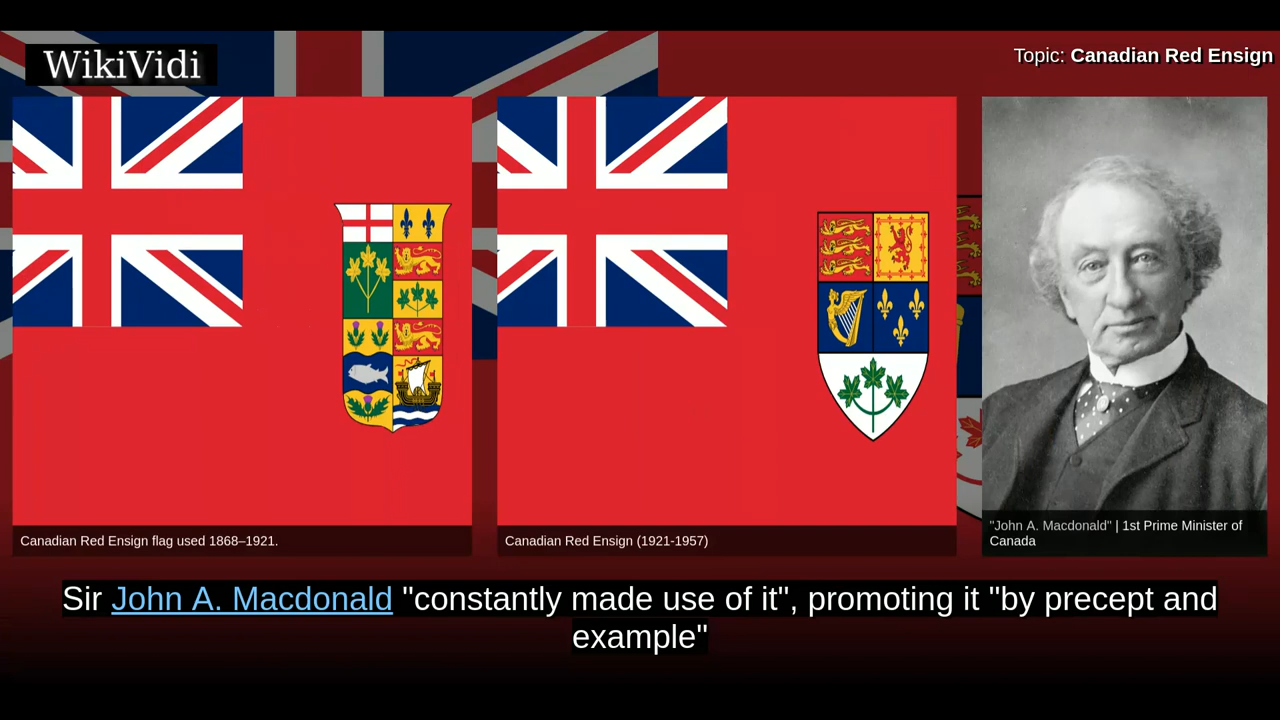 WikiVidi
Topic: Canadian Red Ensign
Canadian Red Ensign flag used 1868–1921.
Canadian Red Ensign (1921-1957)
"John A. Macdonald" | 1st Prime Minister of
Canada
Sir John A. Macdonald "constantly made use of it", promoting it "by precept and
example"